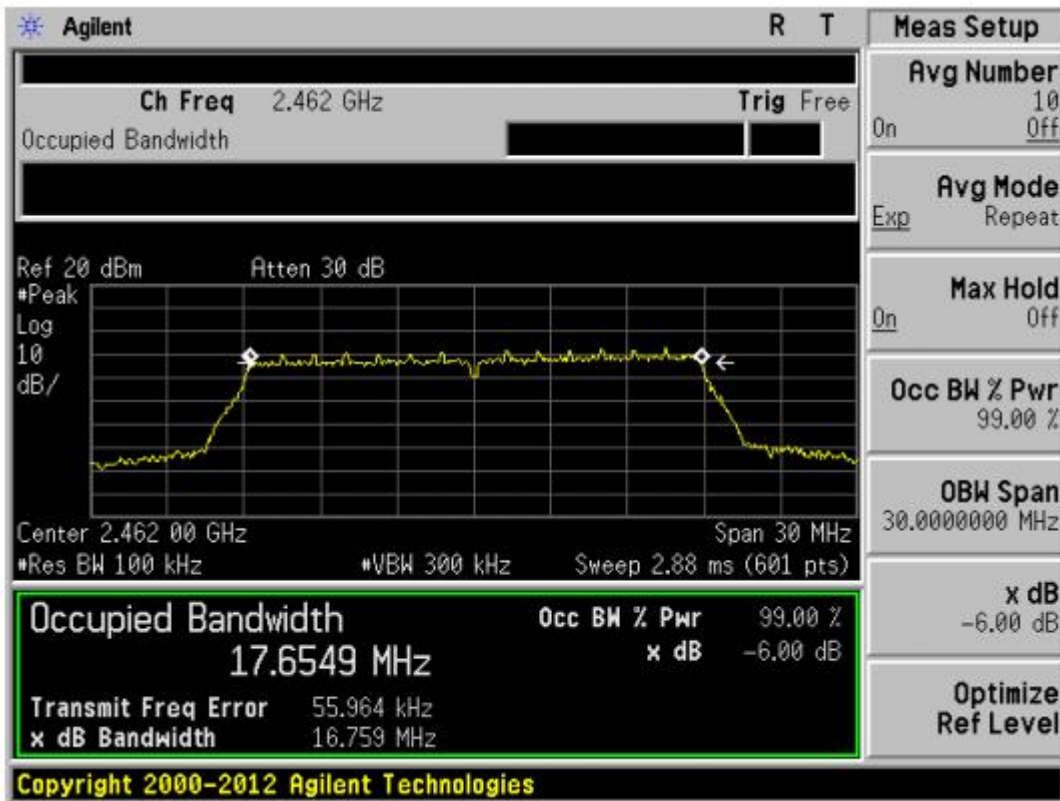 Agilent R T
Ch Freq 2.462 GHz Trig Free
Occupied Bandwidth
Ref 20 dBm Atten 30 dB
#Peak
Log
10
dB/
Center 2.462 00 GHz Span 30 MHz
#Res BW 100 kHz #VBW 300 kHz Sweep 2.88 ms (601 pts)
Occupied Bandwidth Occ BW % Pwr 99.00 %
17.6549 MHz x dB -6.00 dB
Transmit Freq Error 55.964 kHz
x dB Bandwidth 16.759 MHz
Copyright 2000-2012 Agilent Technologies
Meas Setup
Avg Number
10
On Off
Avg Mode
Exp Repeat
Max Hold
On Off
Occ BW % Pwr
99.00 %
OBW Span
30.0000000 MHz
x dB
-6.00 dB
Optimize
Ref Level